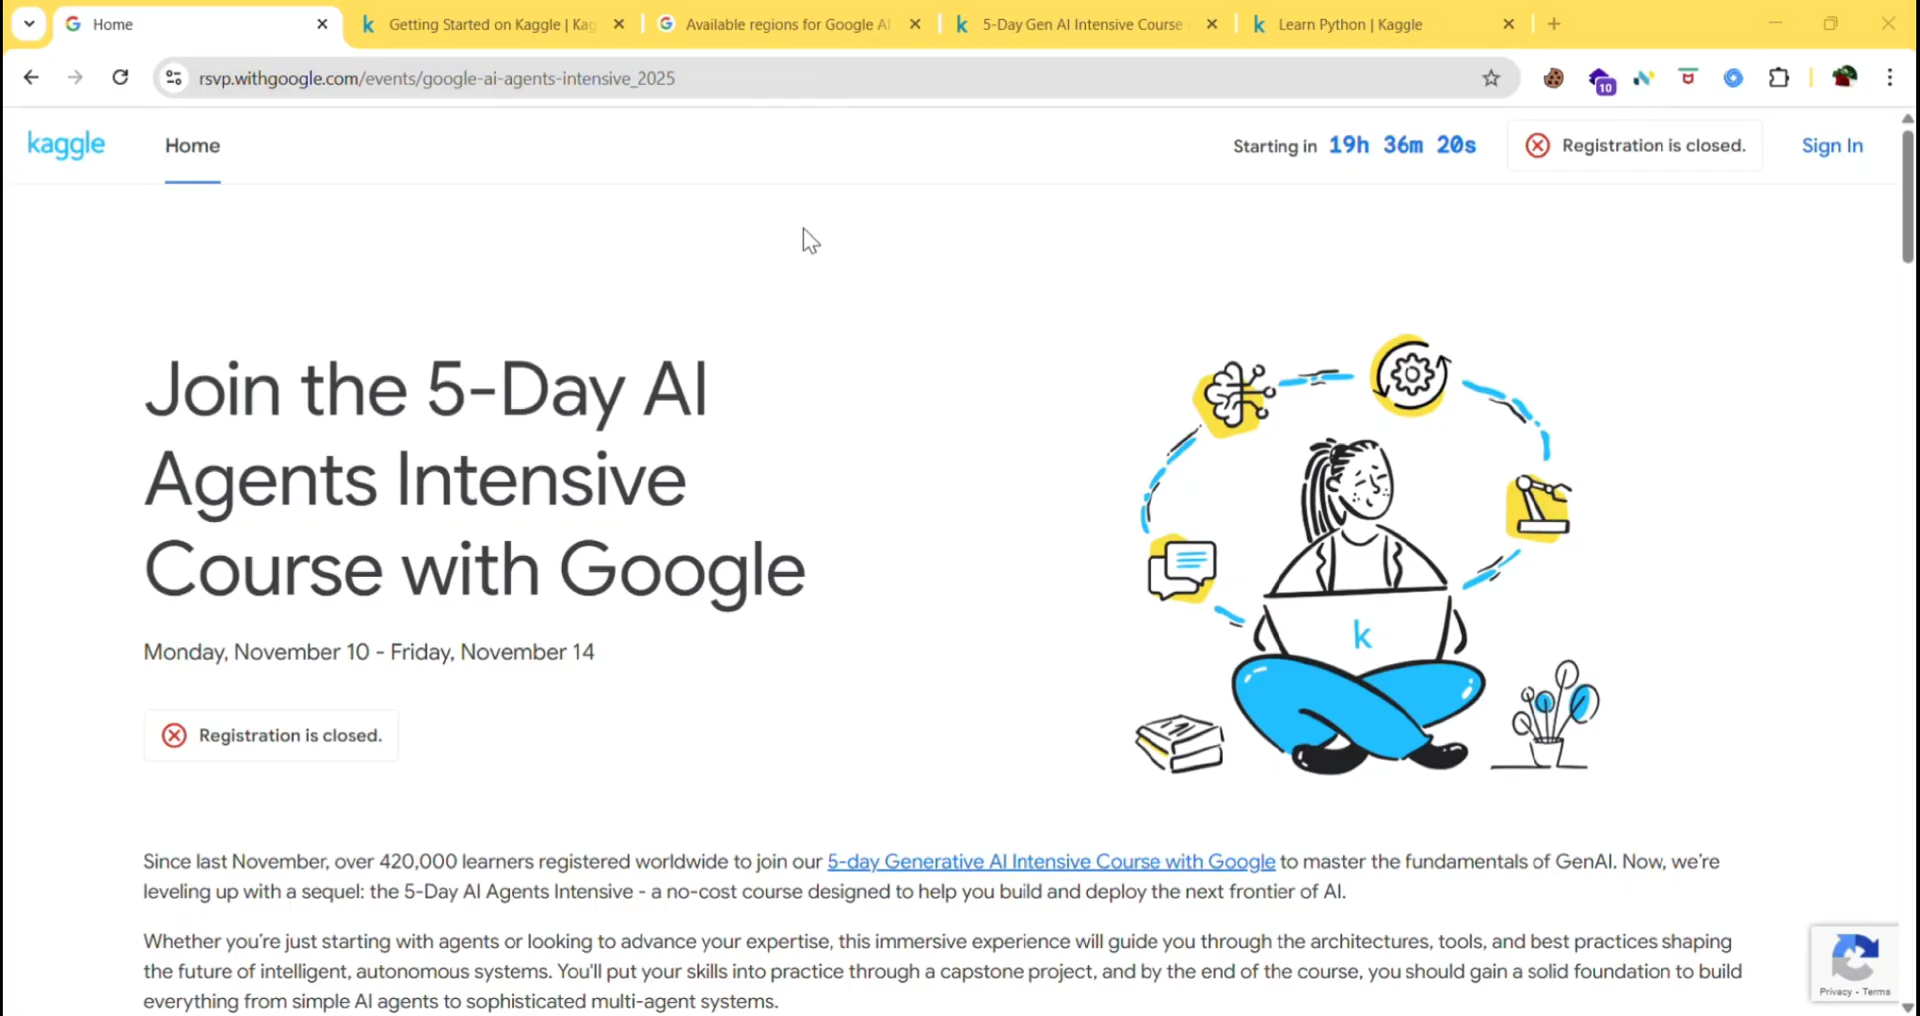 Home
Getting Started on Kaggle | Kag
Available regions for Google AI
5-Day Gen AI Intensive Course
Learn Python | Kaggle
rsvp.withgoogle.com/events/google-ai-agents-intensive_2025
10
kaggle
Home
Starting in 19h 36m 20s
Registration is closed.
Sign In
Join the 5-Day AI
Agents Intensive
Course with Google
Monday, November 10 - Friday, November 14
Registration is closed.
k
Since last November, over 420,000 learners registered worldwide to join our 5-day Generative AI Intensive Course with Google to master the fundamentals of GenAI. Now, we're
leveling up with a sequel: the 5-Day AI Agents Intensive - a no-cost course designed to help you build and deploy the next frontier of AI.
Whether you're just starting with agents or looking to advance your expertise, this immersive experience will guide you through the architectures, tools, and best practices shaping
the future of intelligent, autonomous systems. You'll put your skills into practice through a capstone project, and by the end of the course, you should gain a solid foundation to build
everything from simple AI agents to sophisticated multi-agent systems.
Privacy - Terms